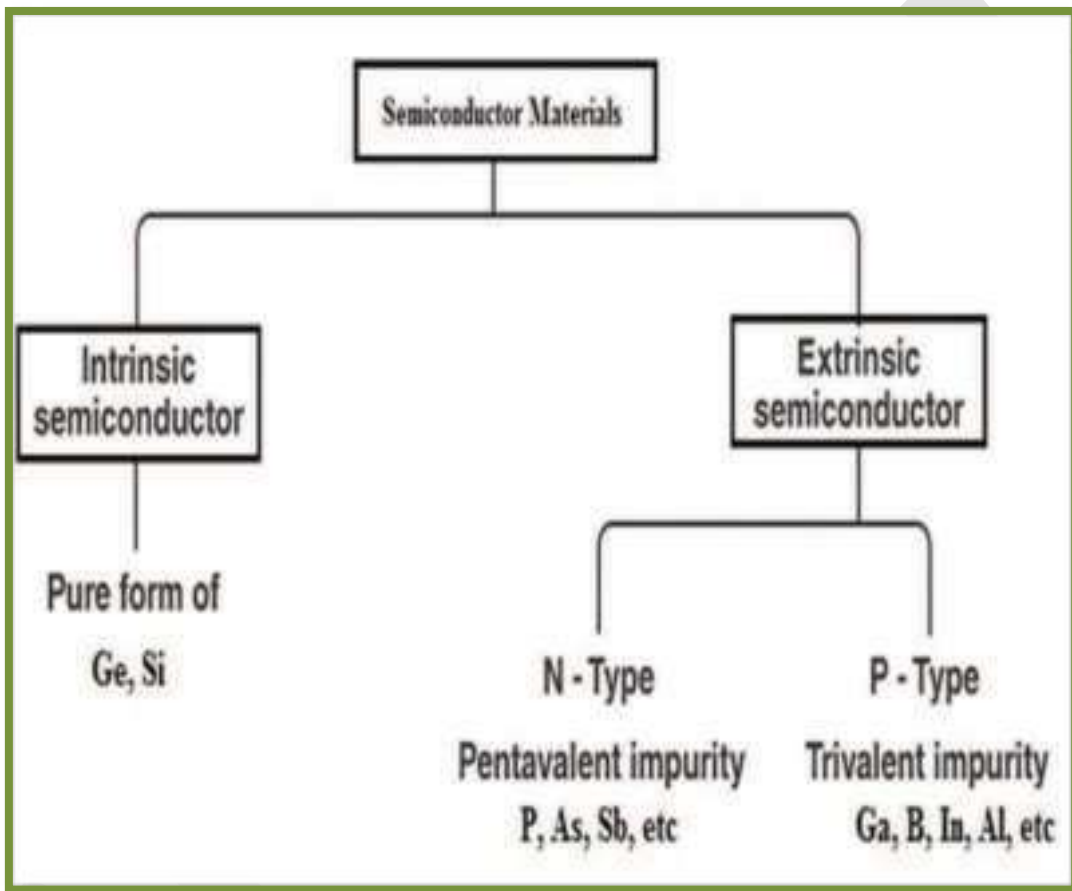 Semiconductor Materials
Intrinsic
semiconductor
Pure form of
Ge, Si
Extrinsic
semiconductor
N - Type
Pentavalent impurity
P, As, Sb, etc
P - Type
Trivalent impurity
Ga, B, In, Al, etc